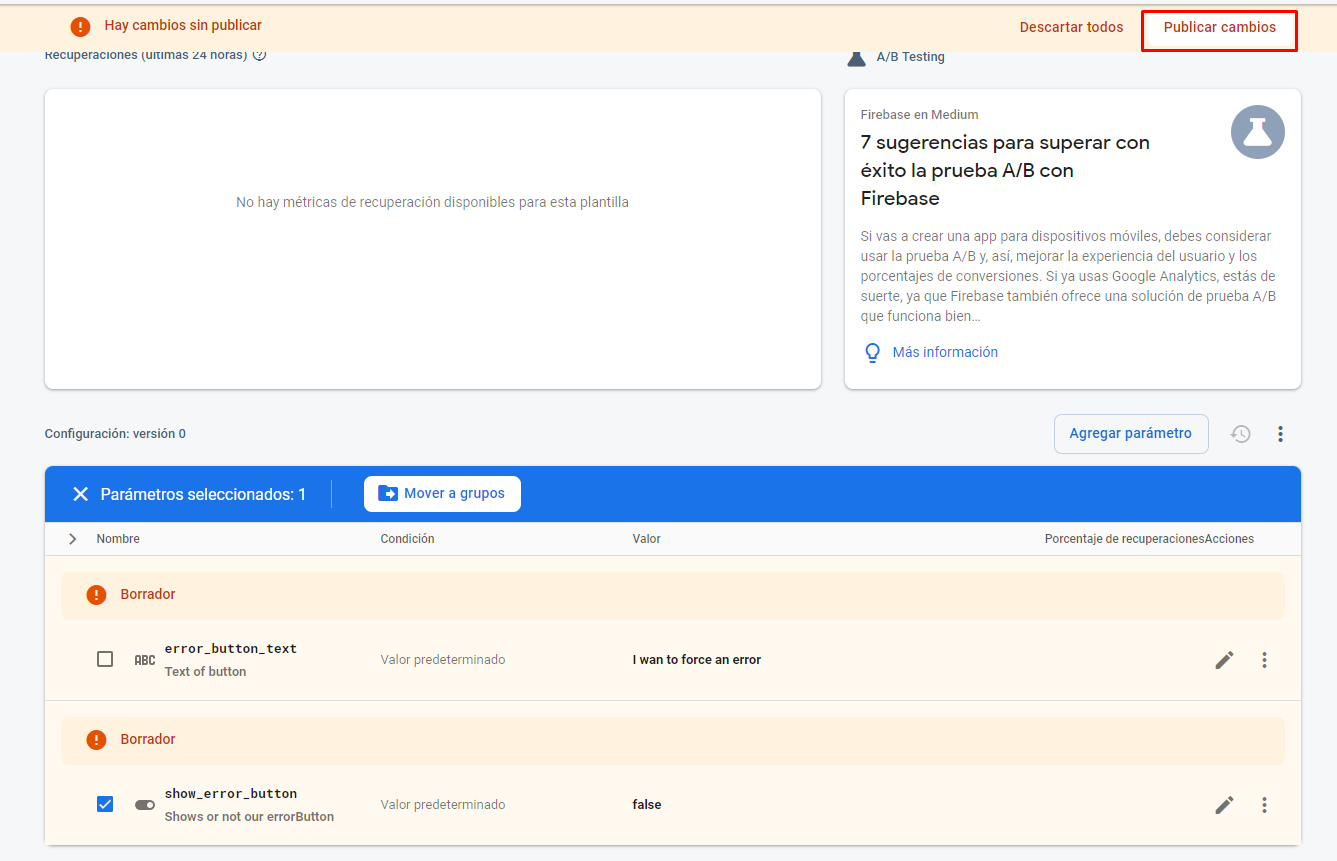 Hay cambios sin publicar
Descartar todos
Publicar cambios
Recuperaciones (últimas 24 horas)
A/B Testing
No hay métricas de recuperación disponibles para esta plantilla
Firebase en Medium
7 sugerencias para superar con
éxito la prueba A/B con
Firebase
Si vas a crear una app para dispositivos móviles, debes considerar
usar la prueba A/B y, así, mejorar la experiencia del usuario y los
porcentajes de conversiones. Si ya usas Google Analytics, estás de
suerte, ya que Firebase también ofrece una solución de prueba A/B
que funciona bien…
Más información
Configuración: versión 0
Agregar parámetro
Parámetros seleccionados: 1
Mover a grupos
Nombre
Condición
Valor
Porcentaje de recuperaciones
Acciones
Borrador
ABC
error_button_text
Text of button
Valor predeterminado
I wan to force an error
Borrador
show_error_button
Shows or not our errorButton
Valor predeterminado
false